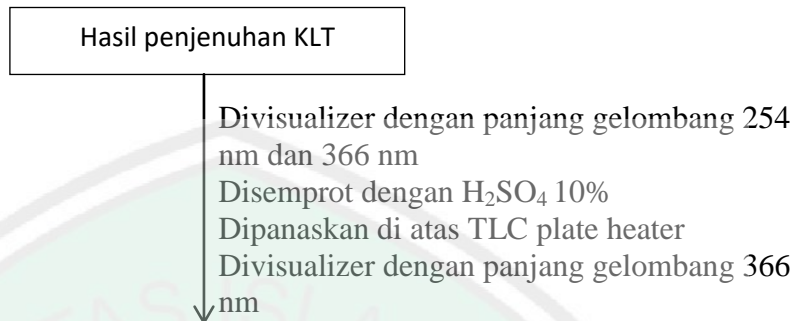 Hasil penjenuhan KLT
Divisualizer dengan panjang gelombang 254
nm dan 366 nm
Disemprot dengan H₂SO₄ 10%
Dipanaskan di atas TLC plate heater
Divisualizer dengan panjang gelombang 366
nm